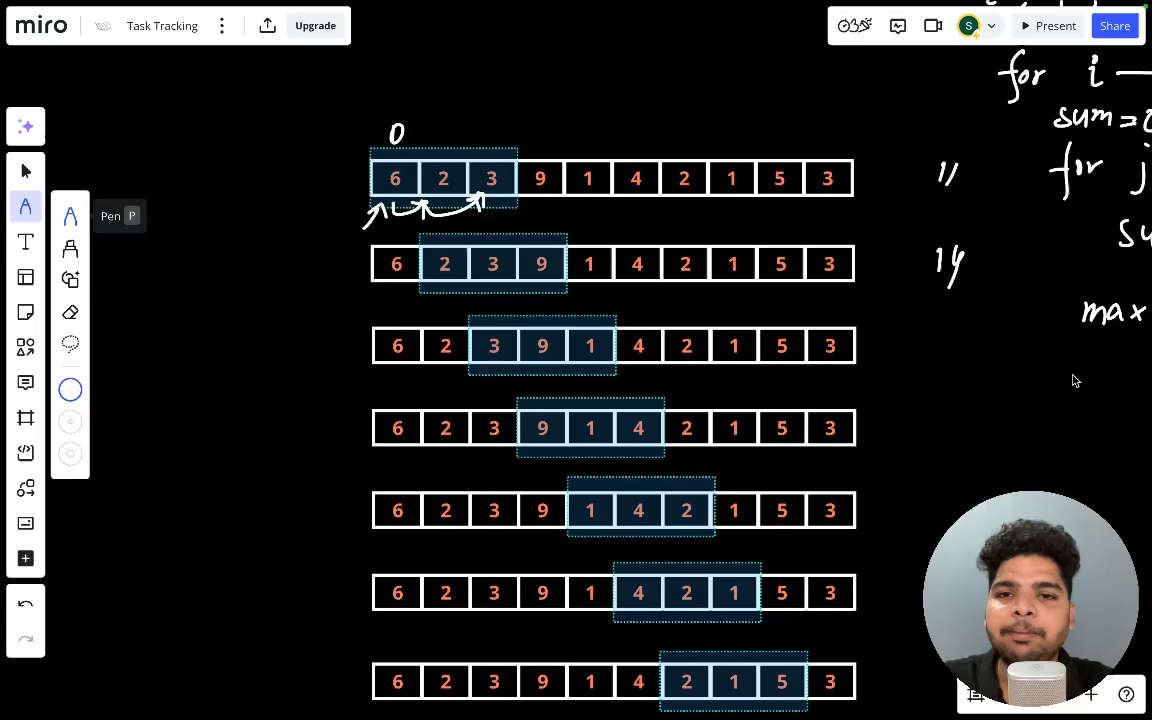 miro Task Tracking Upgrade
S Present Share
for i —
sum = 0
for j
su
max
0
6 2 3 9 1 4 2 1 5 3 11
Pen P
6 2 3 9 1 4 2 1 5 3 14
6 2 3 9 1 4 2 1 5 3
6 2 3 9 1 4 2 1 5 3
6 2 3 9 1 4 2 1 5 3
6 2 3 9 1 4 2 1 5 3
6 2 3 9 1 4 2 1 5 3